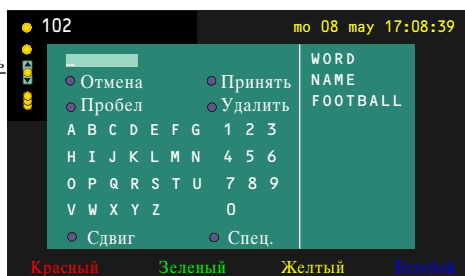 102 mo 08 may 17:08:39
WORD
NAME
FOOTBALL
Отмена Принять
Пробел Удалить
A B C D E F G 1 2 3
H I J K L M N 4 5 6
O P Q R S T U 7 8 9
V W X Y Z 0
Сдвиг Спец.
Красный Зеленый Желтый Голубой